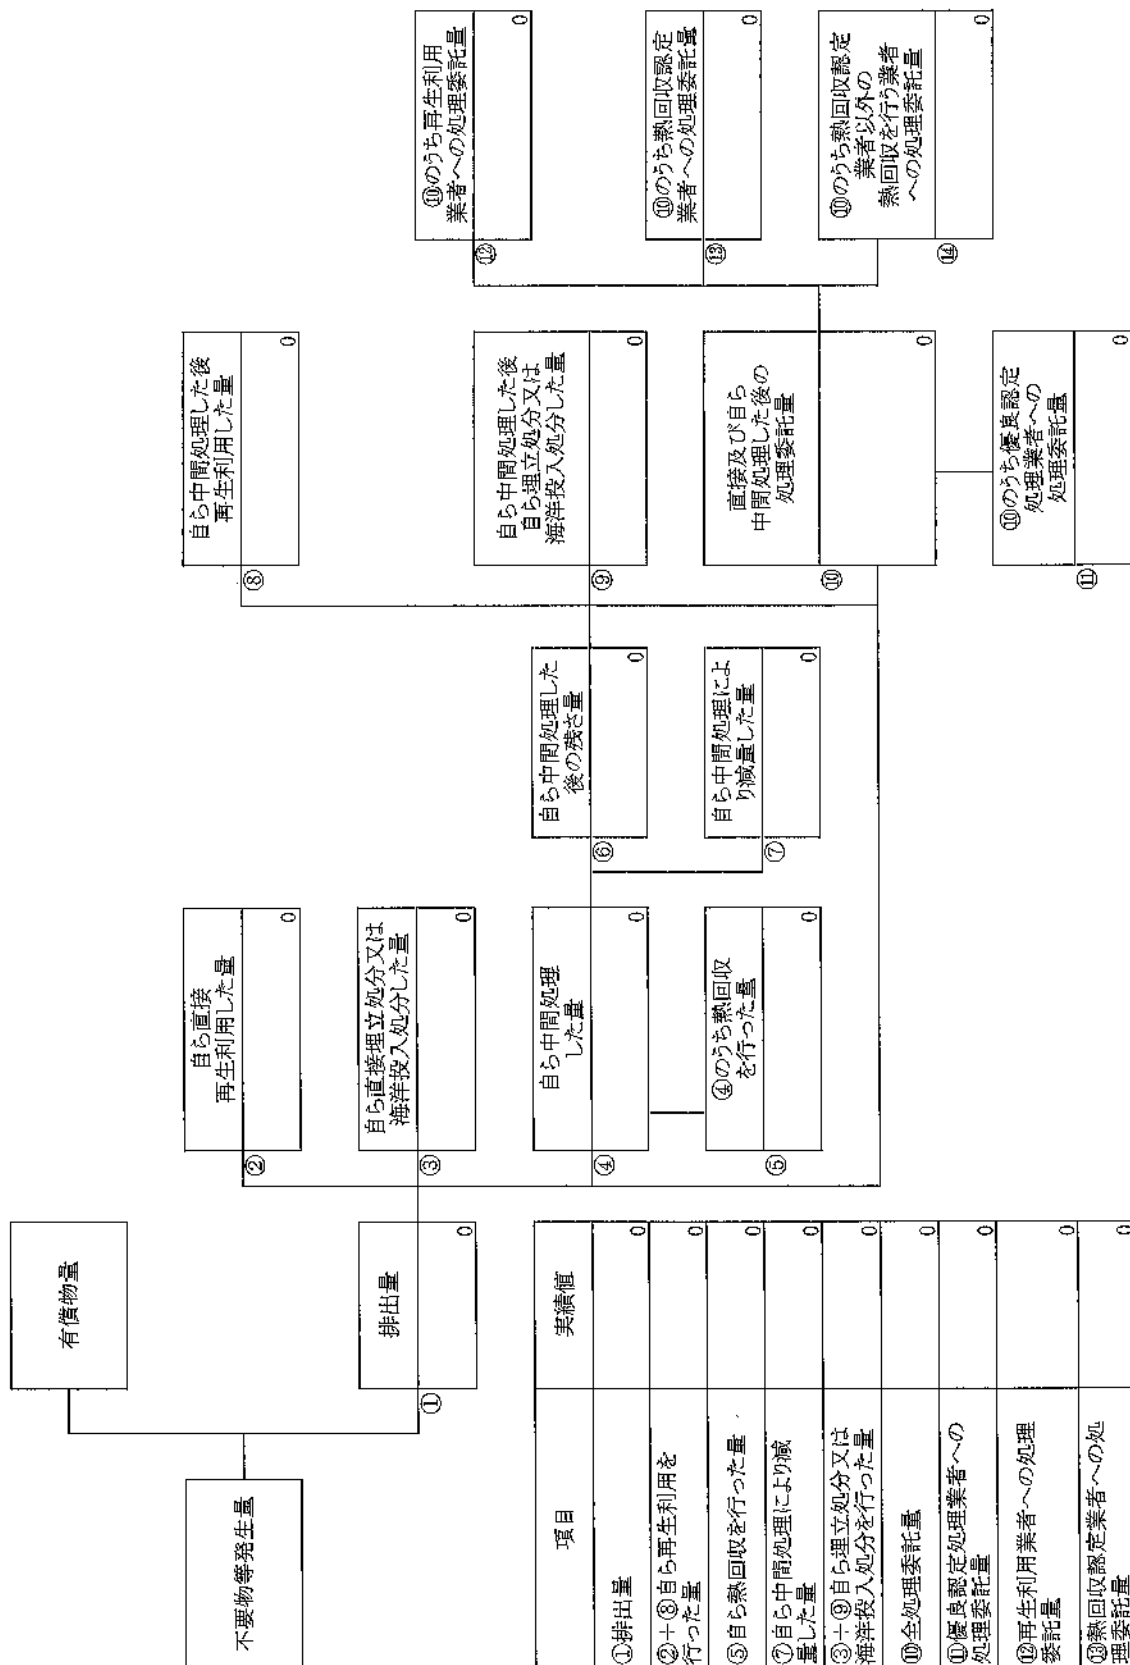 不要物等発生量
有償物量
①
排出量
0
②
自ら直接
再生利用した量
0
③
自ら直接埋立処分又は
海洋投入処分した量
0
④
自ら中間処理
した量
0
⑤
④のうち熱回収
を行った量
0
⑥
自ら中間処理した
後の残さ量
0
⑦
自ら中間処理によ
り減量した量
0
⑧
自ら中間処理した後
再生利用した量
0
⑨
自ら中間処理した後
自ら埋立処分又は
海洋投入処分した量
0
⑩
直接及び自ら
中間処理した後の
処理委託量
0
⑪
⑩のうち優良認定
処理業者への
処理委託量
0
⑫
⑩のうち再生利用
業者への処理委託量
0
⑬
⑩のうち熱回収認定
業者への処理委託量
0
⑭
⑩のうち熱回収認定
業者以外の
熱回収を行う業者
への処理委託量
0
項目
実績値
①排出量
0
②+⑧自ら再生利用を
行った量
0
⑤自ら熱回収を行った量
0
⑦自ら中間処理により減
量した量
0
③+⑨自ら埋立処分又は
海洋投入処分を行った量
0
⑩全処理委託量
0
⑪優良認定処理業者への
処理委託量
0
⑫再生利用業者への処理
委託量
0
⑬熱回収認定業者への処
理委託量
0